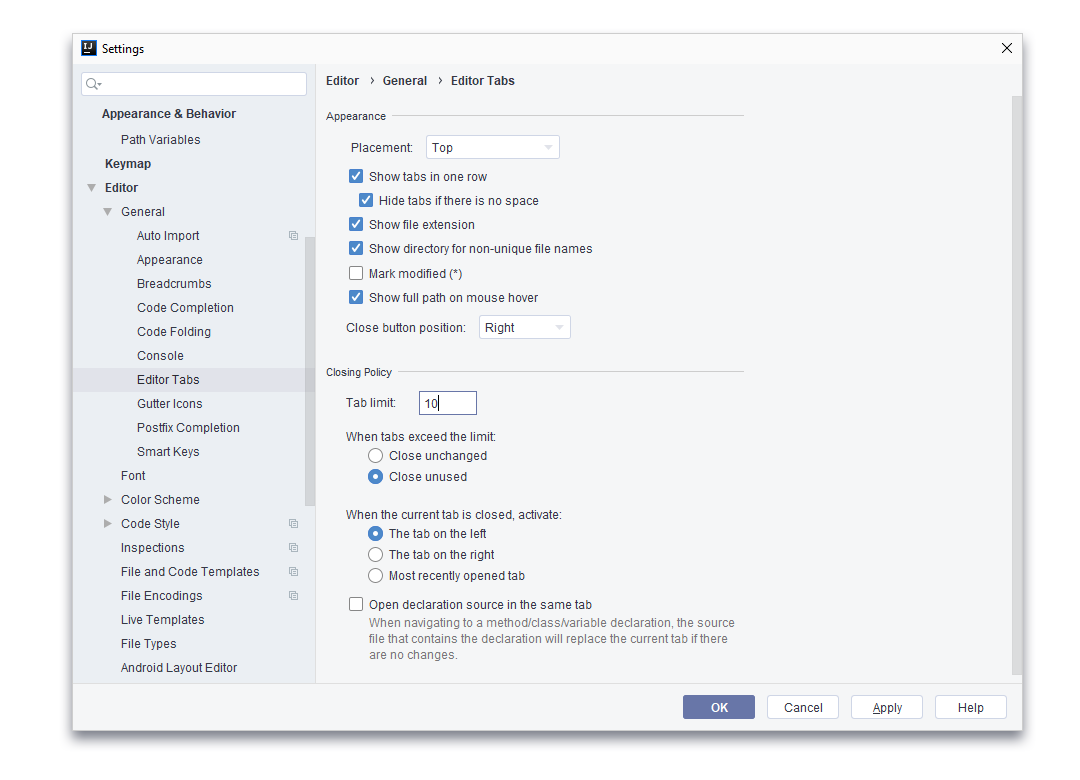 IJ
Settings
Appearance & Behavior
Path Variables
Keymap
Editor
General
Auto Import
Appearance
Breadcrumbs
Code Completion
Code Folding
Console
Editor Tabs
Gutter Icons
Postfix Completion
Smart Keys
Font
Color Scheme
Code Style
Inspections
File and Code Templates
File Encodings
Live Templates
File Types
Android Layout Editor
Editor › General › Editor Tabs
Appearance
Placement: Top
Show tabs in one row
Hide tabs if there is no space
Show file extension
Show directory for non-unique file names
Mark modified (*)
Show full path on mouse hover
Close button position: Right
Closing Policy
Tab limit: 10
When tabs exceed the limit:
Close unchanged
Close unused
When the current tab is closed, activate:
The tab on the left
The tab on the right
Most recently opened tab
Open declaration source in the same tab
When navigating to a method/class/variable declaration, the source
file that contains the declaration will replace the current tab if there
are no changes.
OK Cancel Apply Help